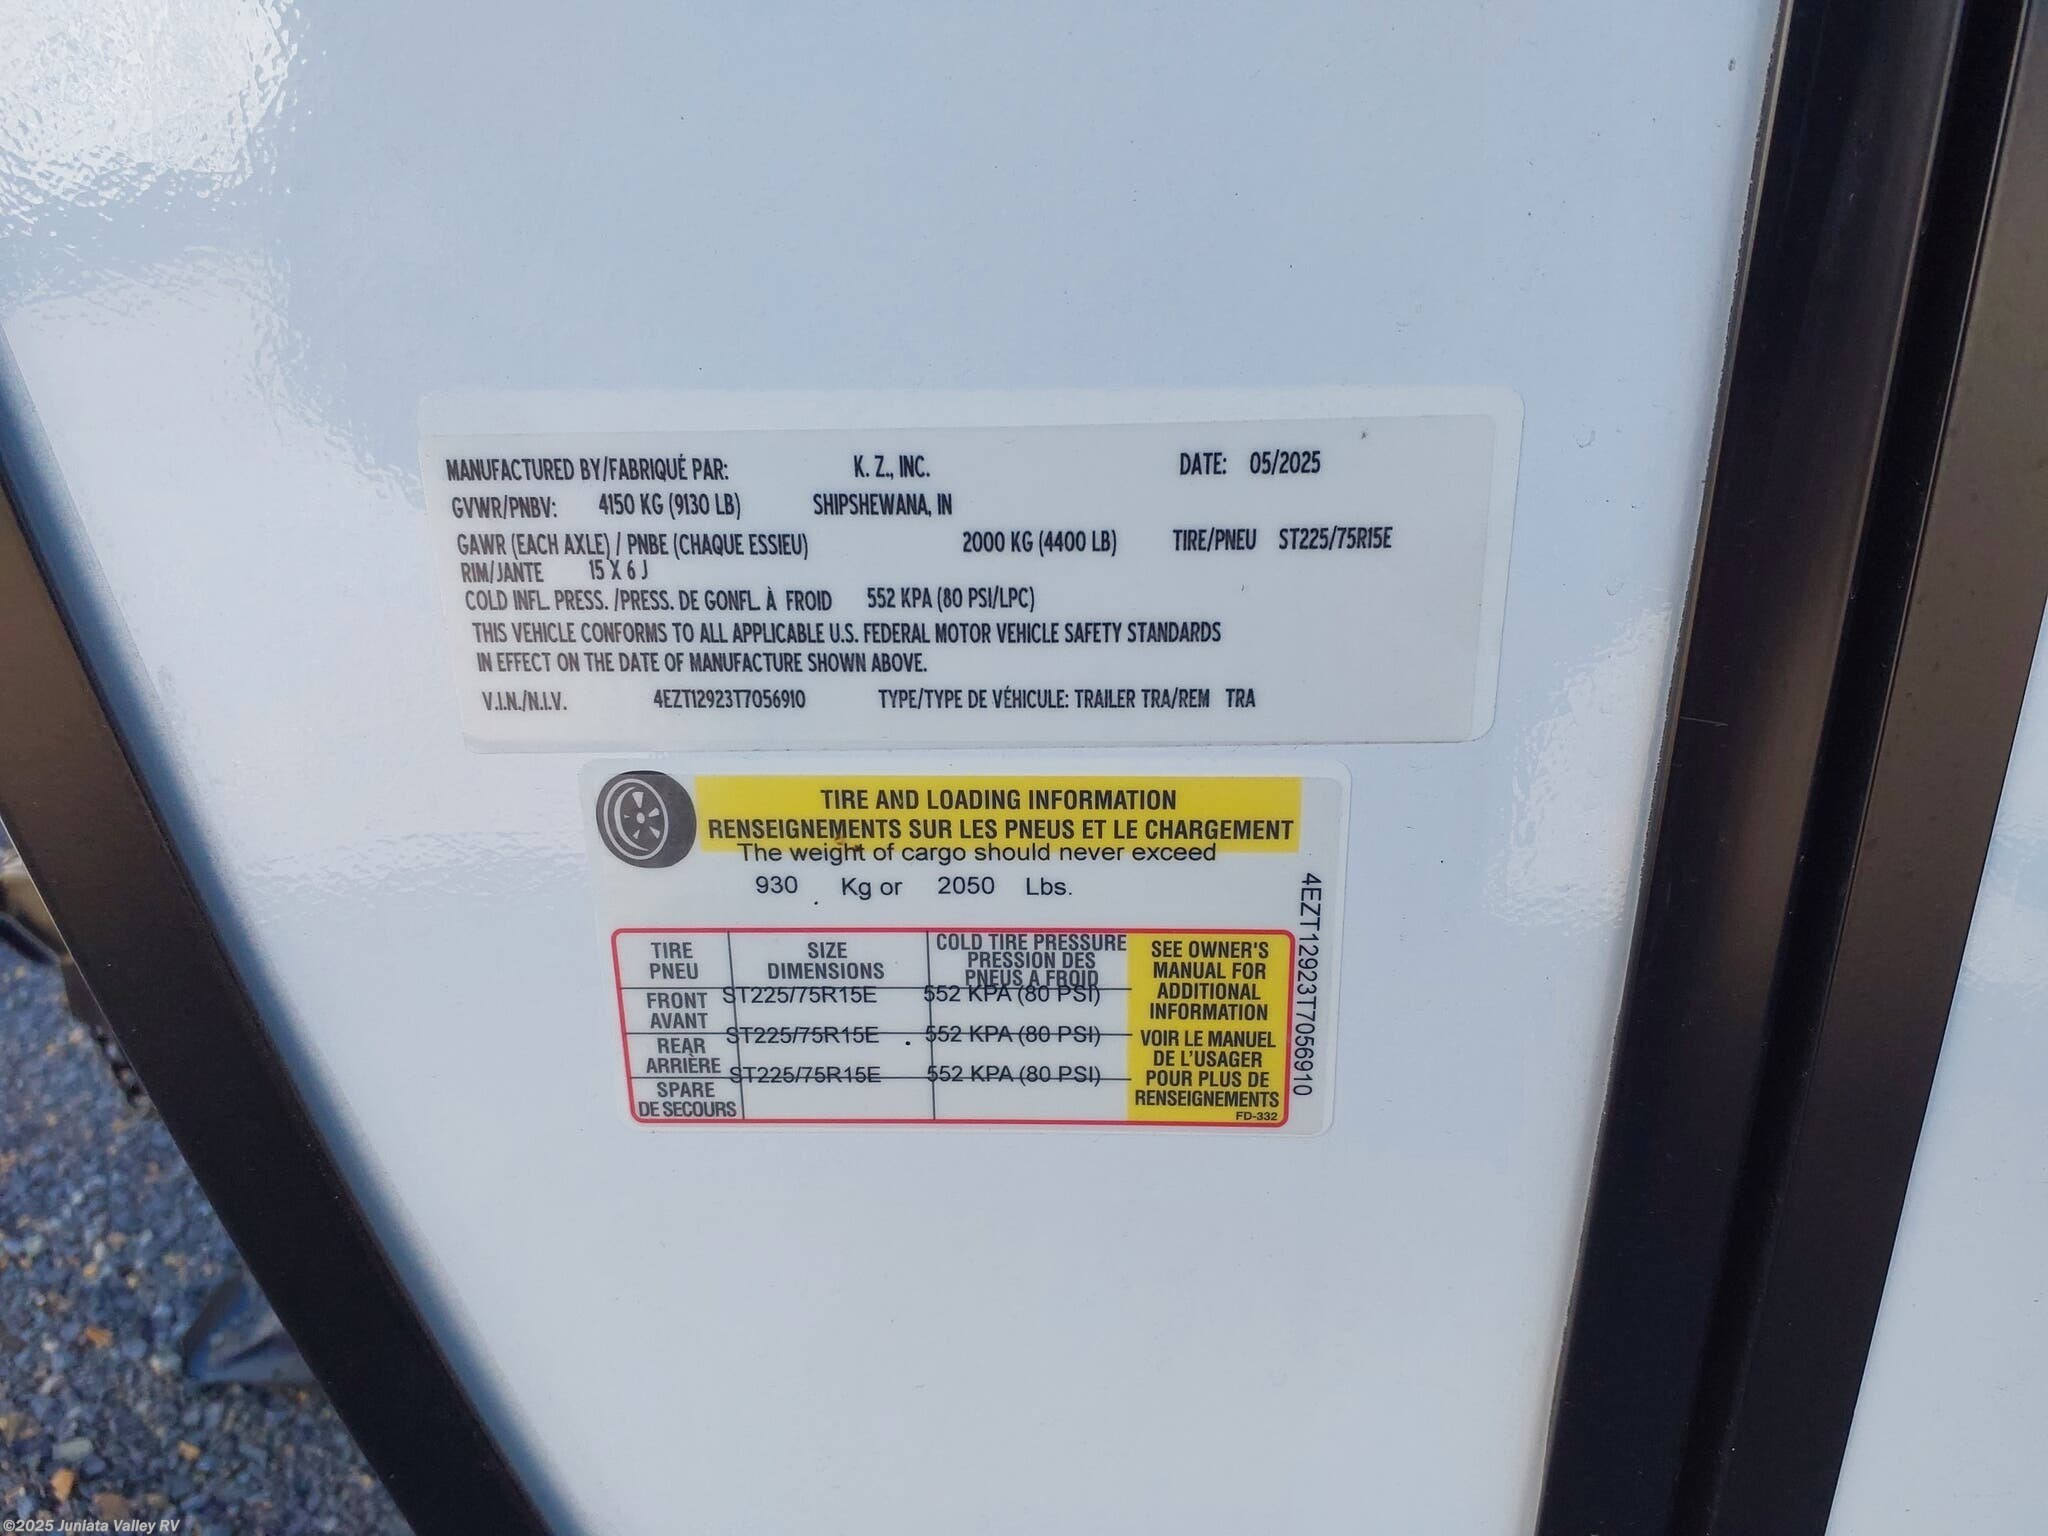 MANUFACTURED BY/FABRIQUÉ PAR: K. Z., INC. DATE: 05/2025
GVWR/PNBV: 4150 KG (9130 LB) SHIPSHEWANA, IN
GAWR (EACH AXLE) / PNBE (CHAQUE ESSIEU) 2000 KG (4400 LB) TIRE/PNEU ST225/75R15E
RIM/JANTE 15 X 6 J
COLD INFL. PRESS. /PRESS. DE GONFL. À FROID 552 KPA (80 PSI/LPC)
THIS VEHICLE CONFORMS TO ALL APPLICABLE U.S. FEDERAL MOTOR VEHICLE SAFETY STANDARDS
IN EFFECT ON THE DATE OF MANUFACTURE SHOWN ABOVE.
V.I.N./N.I.V. 4EZT12923T7056910 TYPE/TYPE DE VÉHICULE: TRAILER TRA/REM TRA
TIRE AND LOADING INFORMATION
RENSEIGNEMENTS SUR LES PNEUS ET LE CHARGEMENT
The weight of cargo should never exceed
930 Kg or 2050 Lbs.
TIRE
PNEU
SIZE
DIMENSIONS
COLD TIRE PRESSURE
PRESSION DES
PNEUS A FROID
FRONT
AVANT
ST225/75R15E 552 KPA (80 PSI)
REAR
ARRIÈRE
ST225/75R15E 552 KPA (80 PSI)
SPARE
DE SECOURS
ST225/75R15E 552 KPA (80 PSI)
SEE OWNER'S
MANUAL FOR
ADDITIONAL
INFORMATION
VOIR LE MANUEL
DE L'USAGER
POUR PLUS DE
RENSEIGNEMENTS
FD-332
4EZT12923T7056910
©2025 Juniata Valley RV